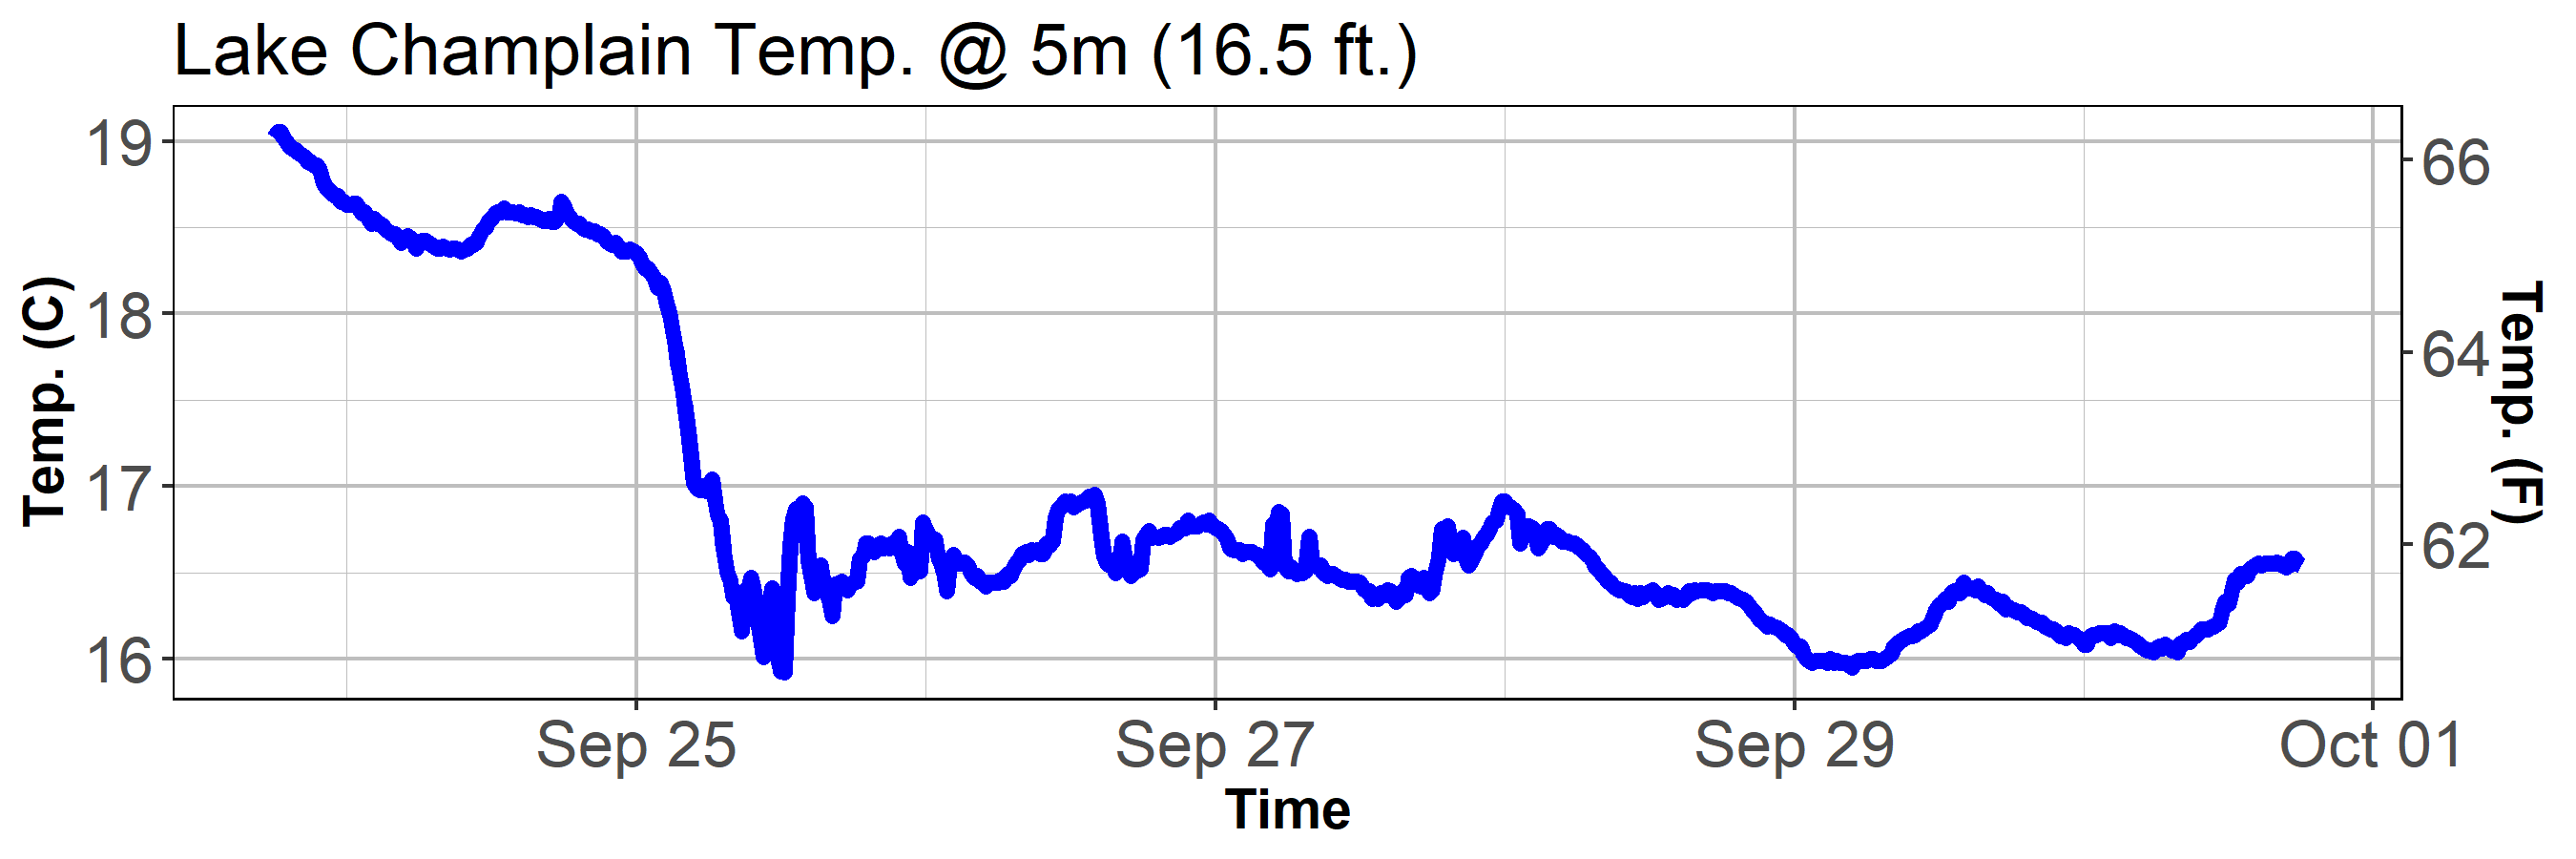 Lake Champlain Temp. @ 5m (16.5 ft.)
19
18
17
16
Temp. (C)
66
64
62
Temp. (F)
Sep 25
Sep 27
Sep 29
Oct 01
Time